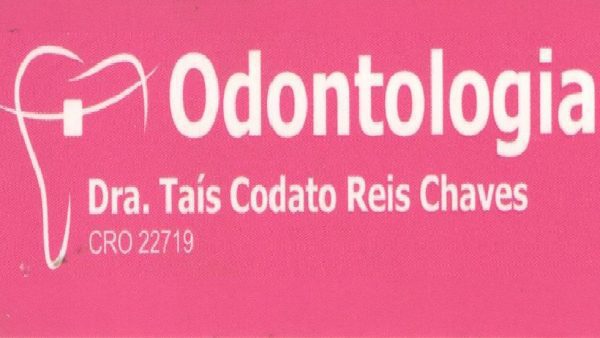 Odontologia
Dra. Taís Codato Reis Chaves
CRO 22719